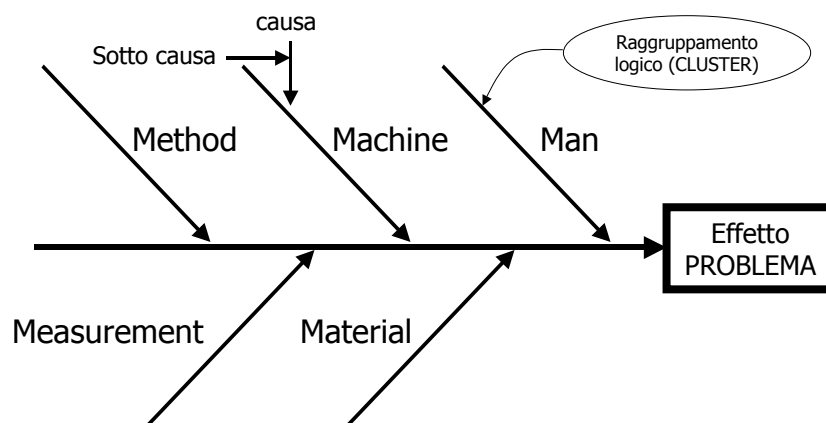 causa
Sotto causa
Raggruppamento
logico (CLUSTER)
Method
Machine
Man
Effetto
PROBLEMA
Measurement
Material